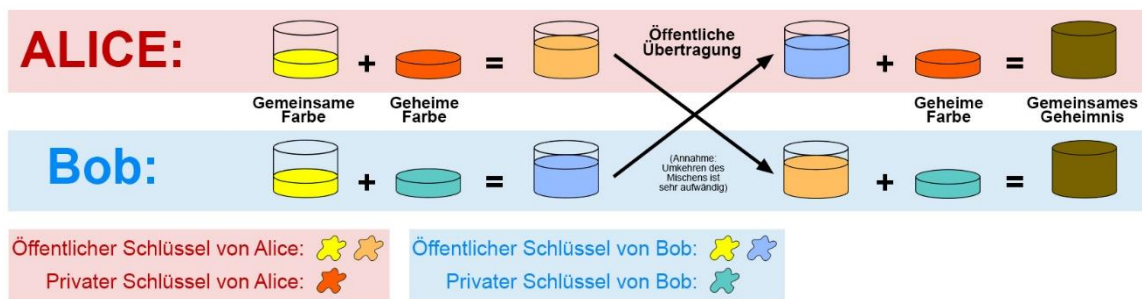 ALICE:
+
=
Öffentliche
Übertragung
+
=
Gemeinsame
Farbe
Geheime
Farbe
Geheime
Farbe
Gemeinsames
Geheimnis
Bob:
+
=
(Annahme:
Umkehren des
Mischens ist
sehr aufwändig)
+
=
Öffentlicher Schlüssel von Alice:
Privater Schlüssel von Alice:
Öffentlicher Schlüssel von Bob:
Privater Schlüssel von Bob: